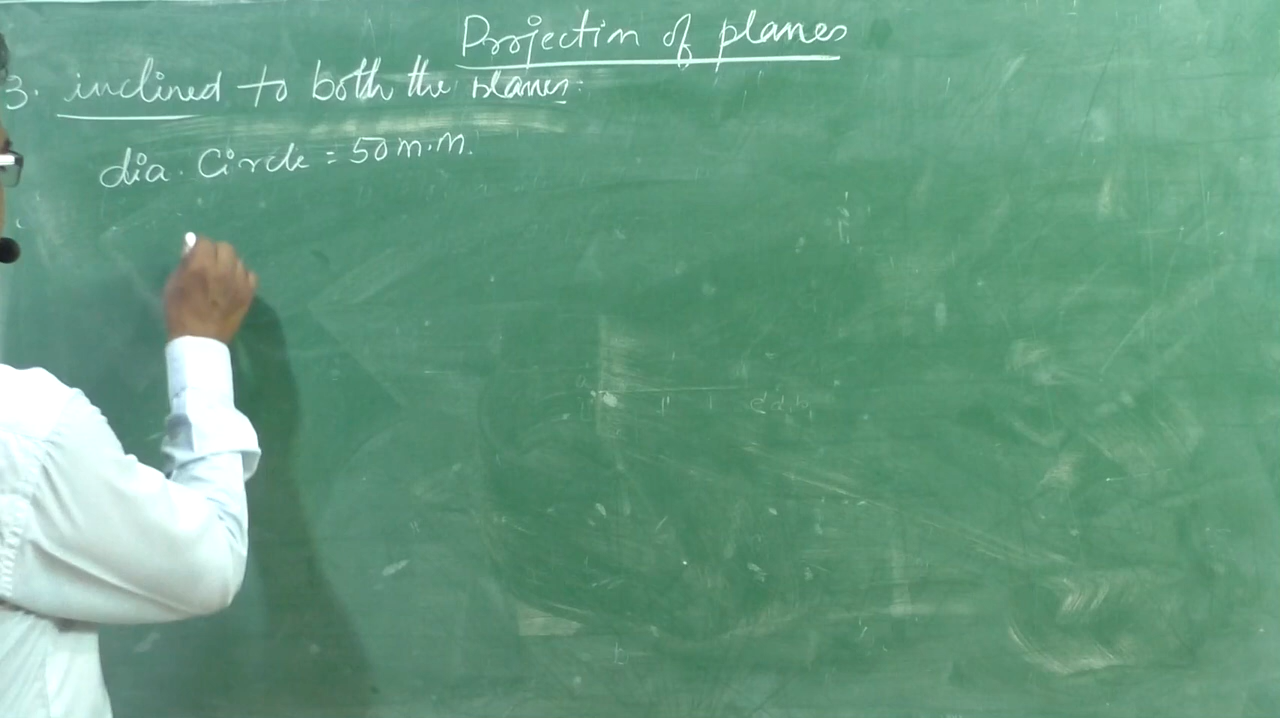 Projection of planes
3. inclined to both the planes:
dia. Circle = 50 m.m.